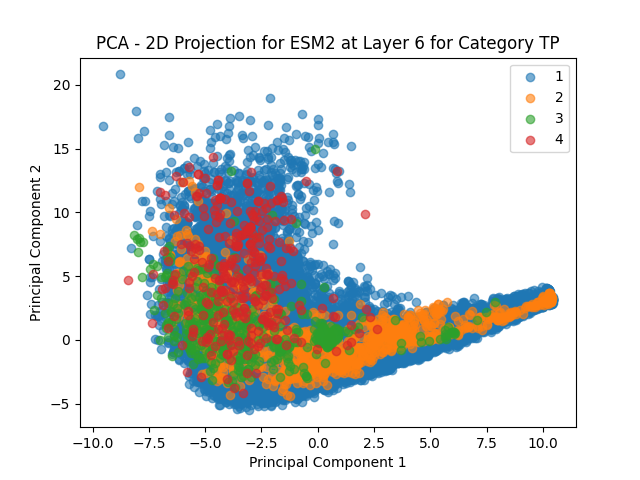 PCA - 2D Projection for ESM2 at Layer 6 for Category TP
1
2
3
4
20
15
10
5
0
−5
Principal Component 2
−10.0 −7.5 −5.0 −2.5 0.0 2.5 5.0 7.5 10.0
Principal Component 1